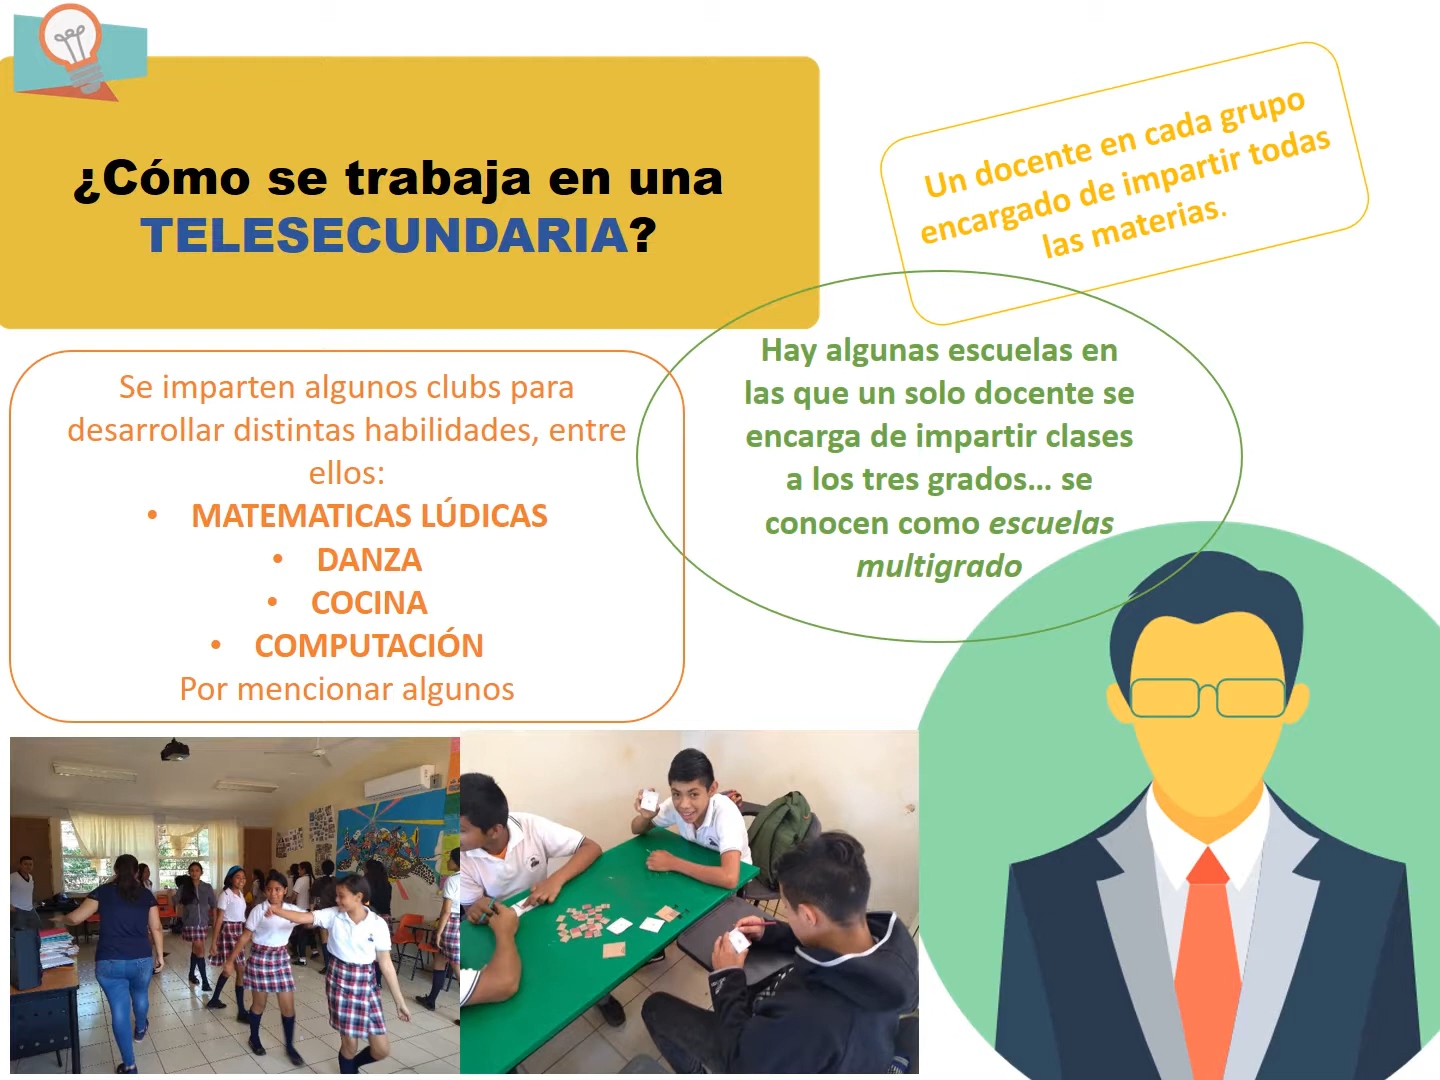 ¿Cómo se trabaja en una
TELESECUNDARIA?
Un docente en cada grupo
encargado de impartir todas
las materias.
Hay algunas escuelas en
las que un solo docente se
encarga de impartir clases
a los tres grados... se
conocen como escuelas
multigrado
Se imparten algunos clubs para
desarrollar distintas habilidades, entre
ellos:
• MATEMATICAS LÚDICAS
• DANZA
• COCINA
• COMPUTACIÓN
Por mencionar algunos